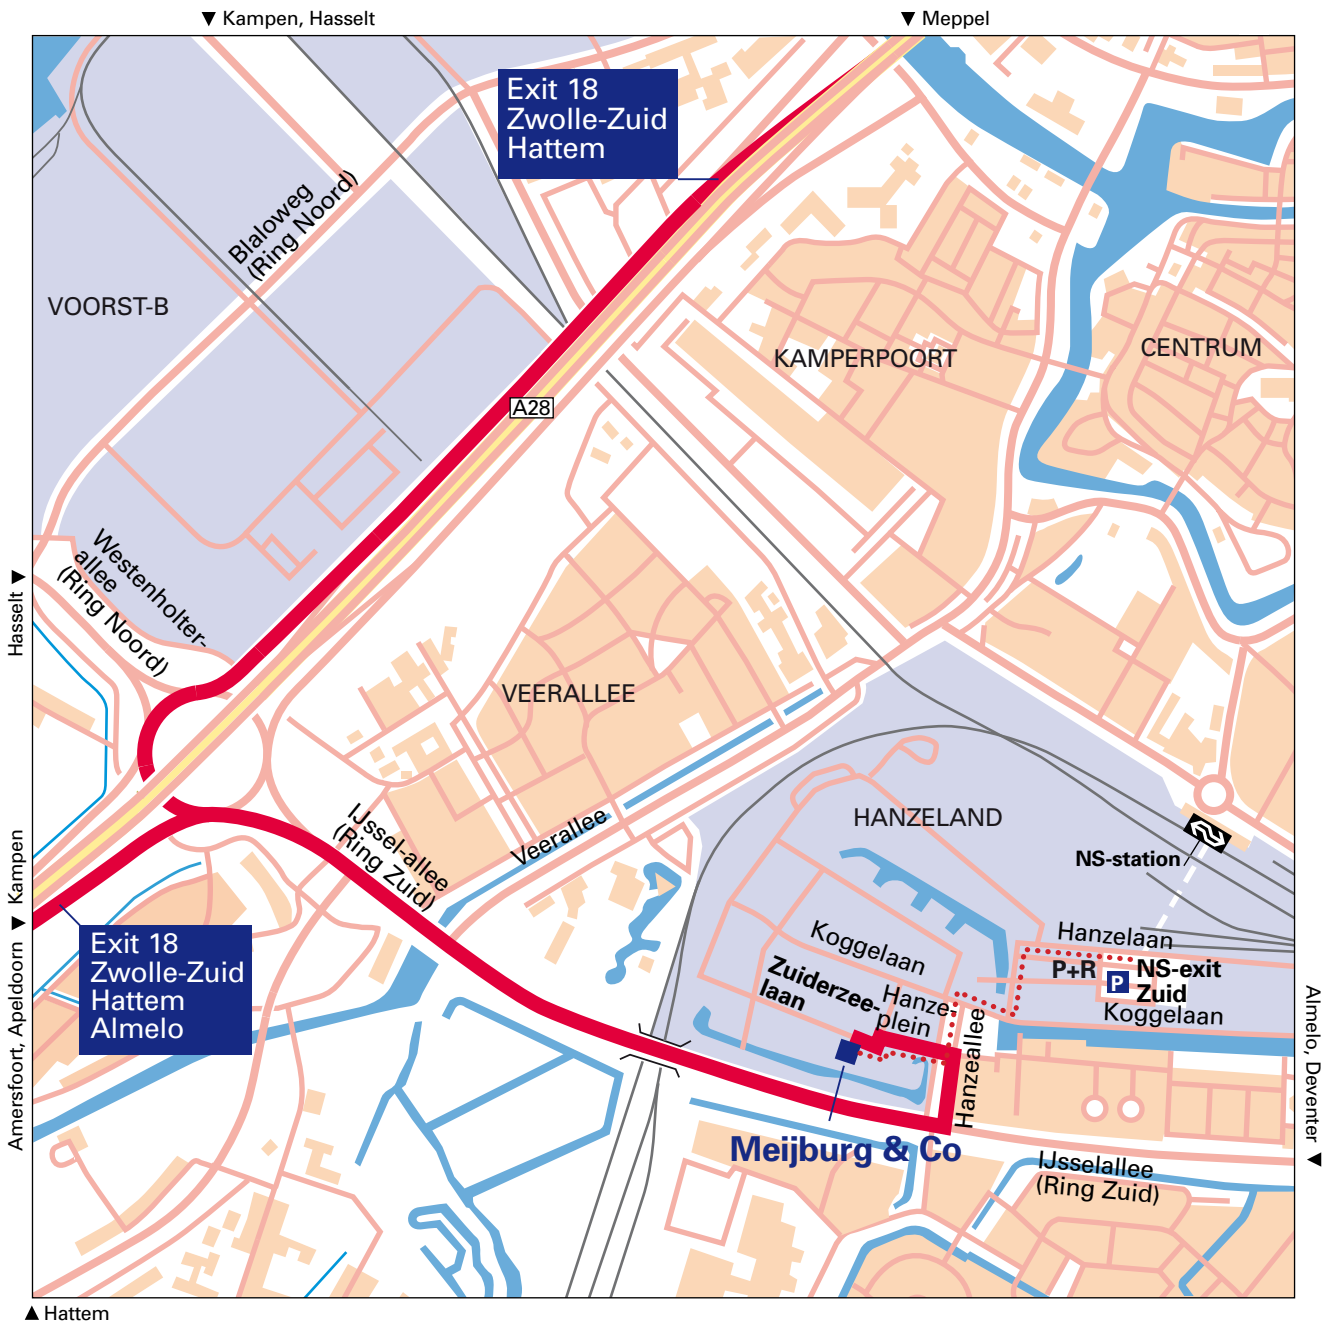 ▼ Kampen, Hasselt
▼ Meppel
Exit 18
Zwolle-Zuid
Hattem
Blaloweg
(Ring Noord)
VOORST-B
KAMPERPOORT
CENTRUM
A28
Westenholter-
allee
(Ring Noord)
Hasselt ▼
VEERALLEE
IJssel-allee
(Ring Zuid)
Veerallee
HANZELAND
NS-station
Amersfoort, Apeldoorn ▼ Kampen
Exit 18
Zwolle-Zuid
Hattem
Almelo
Koggelaan
Hanzelaan
P+R
P
NS-exit
Zuid
Koggelaan
Zuiderzee-
laan
Hanze-
plein
Hanzeallee
Almelo, Deventer ▼
Meijburg & Co
IJsselallee
(Ring Zuid)
▲ Hattem